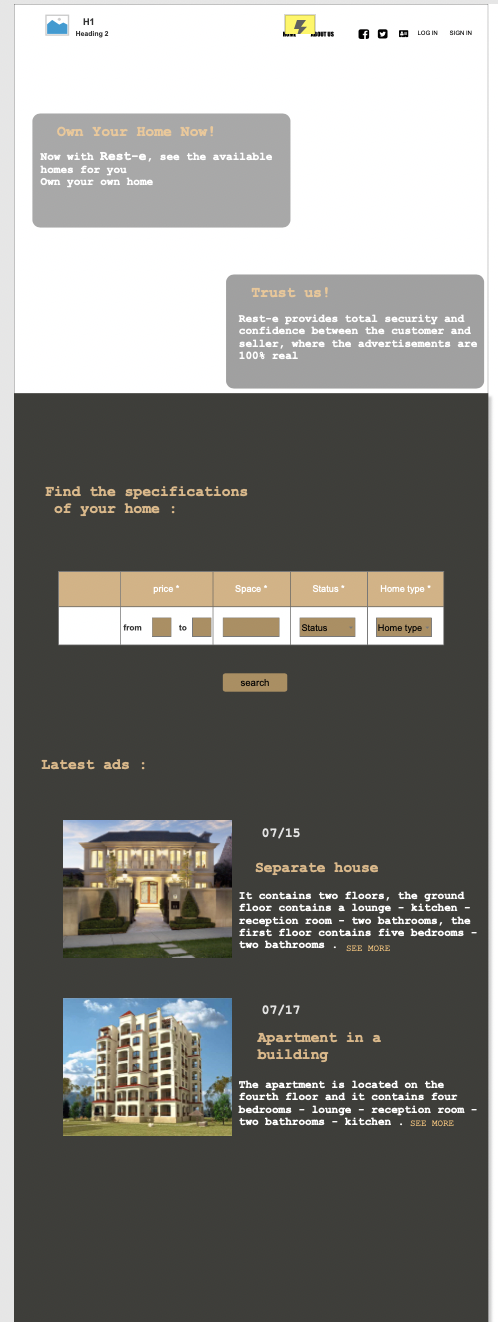 H1
Heading 2
HOME
ABOUT US
LOG IN
SIGN IN
Own Your Home Now!
Now with Rest-e, see the available
homes for you
Own your own home
Trust us!
Rest-e provides total security and
confidence between the customer and
seller, where the advertisements are
100% real
Find the specifications
of your home :
price *
Space *
Status *
Home type *
from
to
Status
Home type
search
Latest ads :
07/15
Separate house
It contains two floors, the ground
floor contains a lounge - kitchen -
reception room - two bathrooms, the
first floor contains five bedrooms -
two bathrooms . SEE MORE
07/17
Apartment in a
building
The apartment is located on the
fourth floor and it contains four
bedrooms - lounge - reception room -
two bathrooms - kitchen . SEE MORE